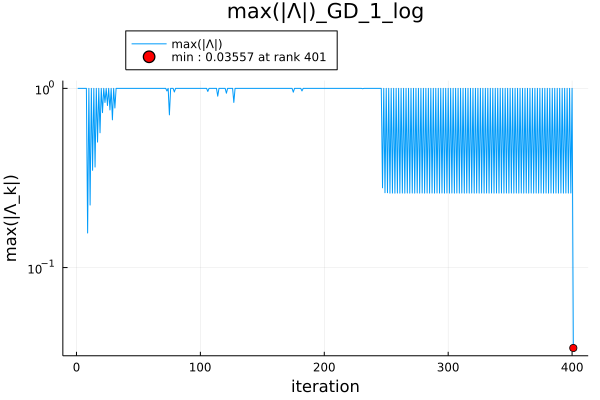 max(|Λ|)_GD_1_log
max(|Λ|)
min : 0.03557 at rank 401
10⁰
10⁻¹
max(|Λ_k|)
0 100 200 300 400
iteration